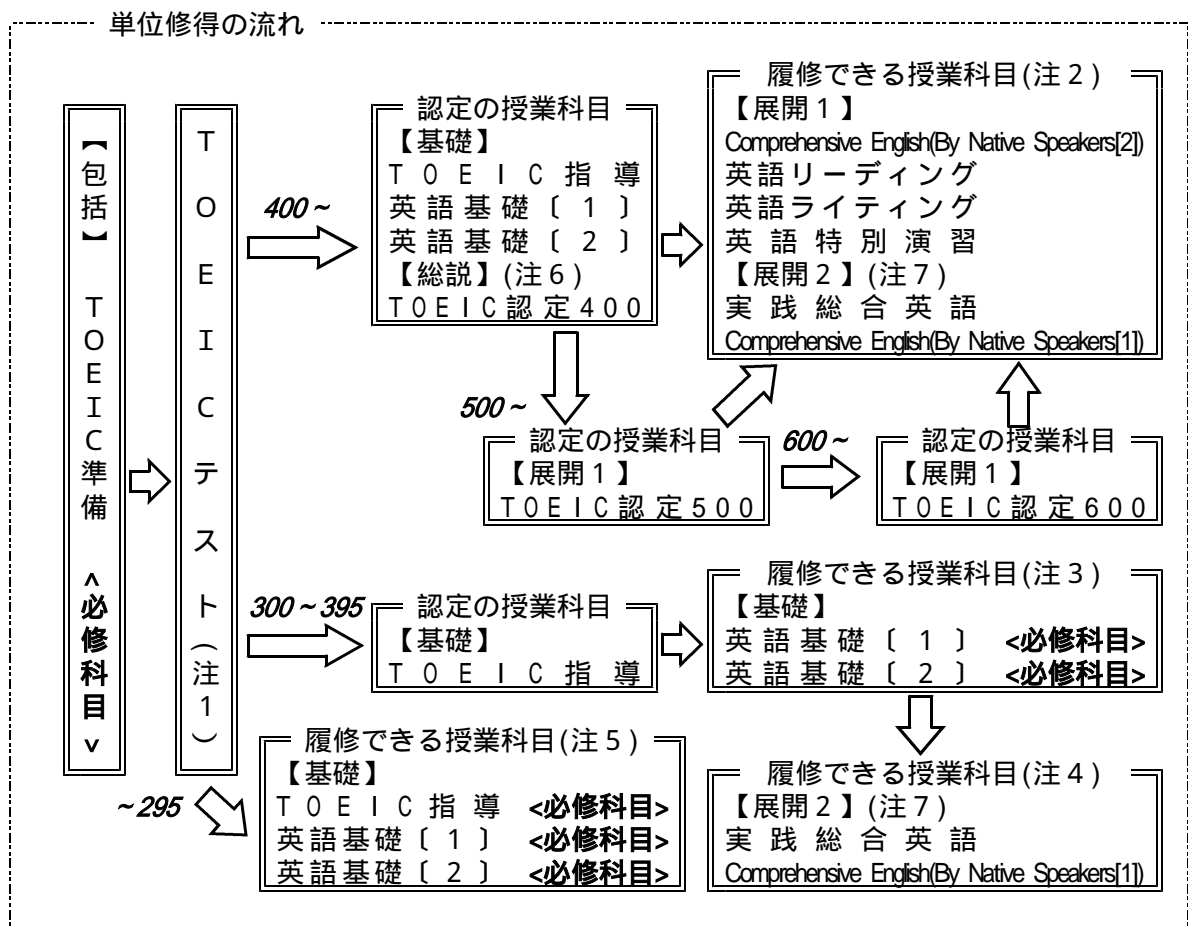 単位修得の流れ
【包括】 TOEIC準備 <必修科目>
TOEICテスト(注1)
400~
認定の授業科目
【基礎】
TOEIC指導
英語基礎〔1〕
英語基礎〔2〕
【総説】(注6)
TOEIC認定400
履修できる授業科目(注2)
【展開1】
Comprehensive English(By Native Speakers[2])
英語リーディング
英語ライティング
英語特別演習
【展開2】(注7)
実践総合英語
Comprehensive English(By Native Speakers[1])
500~
認定の授業科目
【展開1】
TOEIC認定500
600~
認定の授業科目
【展開1】
TOEIC認定600
300~395
認定の授業科目
【基礎】
TOEIC指導
履修できる授業科目(注3)
【基礎】
英語基礎〔1〕 <必修科目>
英語基礎〔2〕 <必修科目>
~295
履修できる授業科目(注5)
【基礎】
TOEIC指導 <必修科目>
英語基礎〔1〕 <必修科目>
英語基礎〔2〕 <必修科目>
履修できる授業科目(注4)
【展開2】(注7)
実践総合英語
Comprehensive English(By Native Speakers[1])